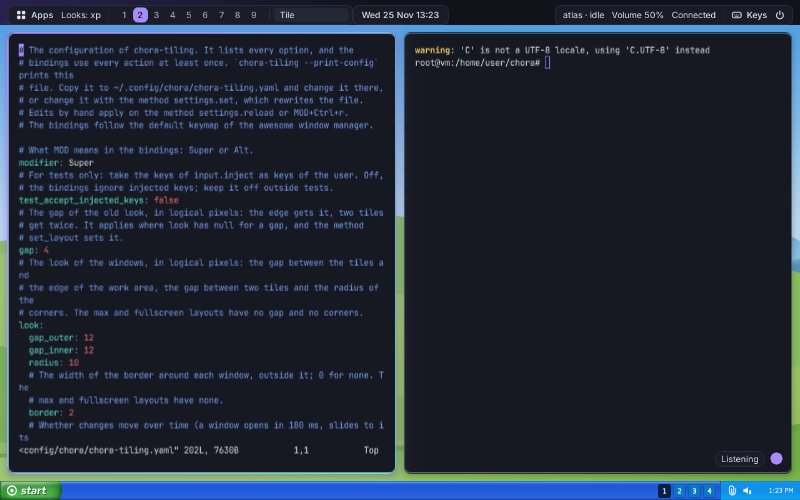 Apps Looks: xp 1 2 3 4 5 6 7 8 9 Tile Wed 25 Nov 13:23 atlas · idle Volume 50% Connected Keys
# The configuration of chora-tiling. It lists every option, and the
# bindings use every action at least once. `chora-tiling --print-config`
prints this
# file. Copy it to ~/.config/chora/chora-tiling.yaml and change it there,
# or change it with the method settings.set, which rewrites the file.
# Edits by hand apply on the method settings.reload or MOD+Ctrl+r.
# The bindings follow the default keymap of the awesome window manager.
# What MOD means in the bindings: Super or Alt.
modifier: Super
# For tests only: take the keys of input.inject as keys of the user. Off,
# the bindings ignore injected keys; keep it off outside tests.
test_accept_injected_keys: false
# The gap of the old look, in logical pixels: the edge gets it, two tiles
# get twice. It applies where look has null for a gap, and the method
# set_layout sets it.
gap: 4
# The look of the windows, in logical pixels: the gap between the tiles a
nd
# the edge of the work area, the gap between two tiles and the radius of
the
# corners. The max and fullscreen layouts have no gap and no corners.
look:
gap_outer: 12
gap_inner: 12
radius: 10
# The width of the border around each window, outside it; 0 for none. T
he
# max and fullscreen layouts have none.
border: 2
# Whether changes move over time (a window opens in 180 ms, slides to i
ts
<config/chora/chora-tiling.yaml" 202L, 7630B 1,1 Top
warning: 'C' is not a UTF-8 locale, using 'C.UTF-8' instead
root@vm:/home/user/chora#
Listening
start 1 2 3 4 1:23 PM